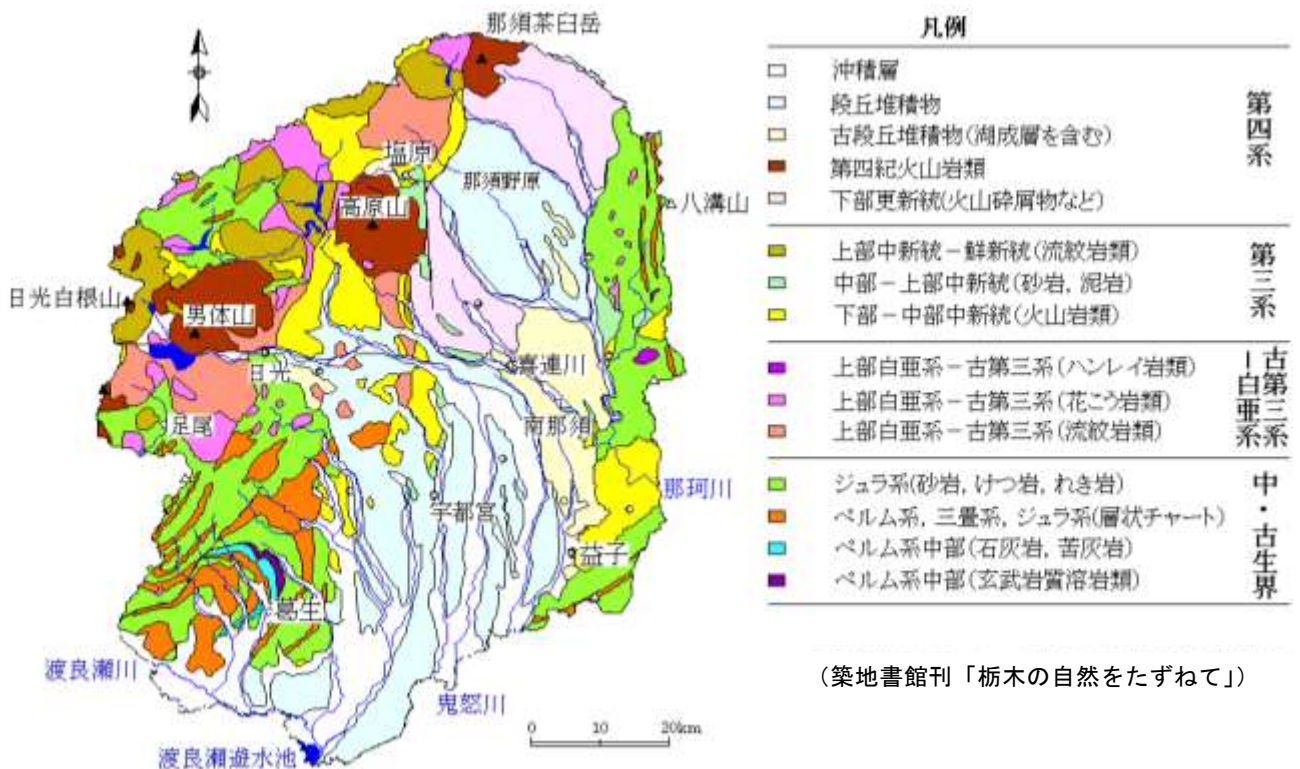 那須茶臼岳
塩原
那須野原
高原山
八溝山
日光白根山
男体山
日光
喜連川
足尾
南那須
那珂川
宇都宮
益子
葛生
渡良瀬川
鬼怒川
渡良瀬遊水池
0 10 20km
凡例
沖積層
段丘堆積物
古段丘堆積物(湖成層を含む)
第四紀火山岩類
下部更新統(火山砕屑物など)
第四系
上部中新統－鮮新統(流紋岩類)
中部－上部中新統(砂岩, 泥岩)
下部－中部中新統(火山岩類)
第三系
上部白亜系－古第三系(ハンレイ岩類)
上部白亜系－古第三系(花こう岩類)
上部白亜系－古第三系(流紋岩類)
古第三系
－白亜系
ジュラ系(砂岩, けつ岩, れき岩)
ペルム系, 三畳系, ジュラ系(層状チャート)
ペルム系中部(石灰岩, 苦灰岩)
ペルム系中部(玄武岩質溶岩類)
中・古生界
(築地書館刊「栃木の自然をたずねて」)